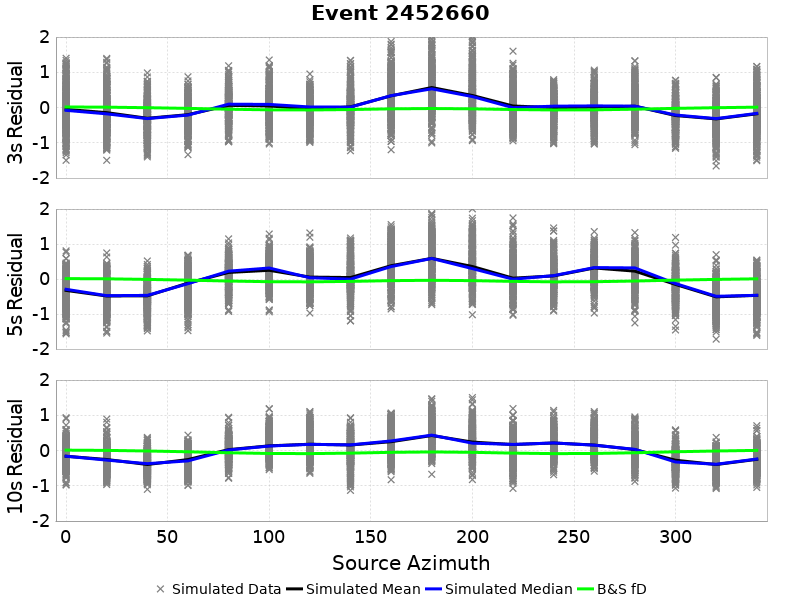 Event 2452660
2
1
0
-1
-2
3s Residual
2
1
0
-1
-2
5s Residual
2
1
0
-1
-2
10s Residual
0 50 100 150 200 250 300
Source Azimuth
Simulated Data Simulated Mean Simulated Median B&S fD